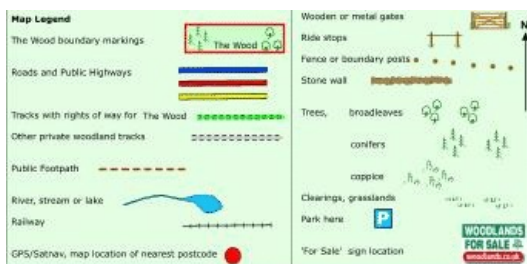 Map Legend
The Wood boundary markings
The Wood
Roads and Public Highways
Tracks with rights of way for The Wood
Other private woodland tracks
Public Footpath
River, stream or lake
Railway
GPS/Satnav, map location of nearest postcode
Wooden or metal gates
N
Ride stops
Fence or boundary posts
Stone wall
Trees, broadleaves
conifers
coppice
Clearings, grasslands
Park here
P
'For Sale' sign location
WOODLANDS
FOR SALE
woodlands.co.uk